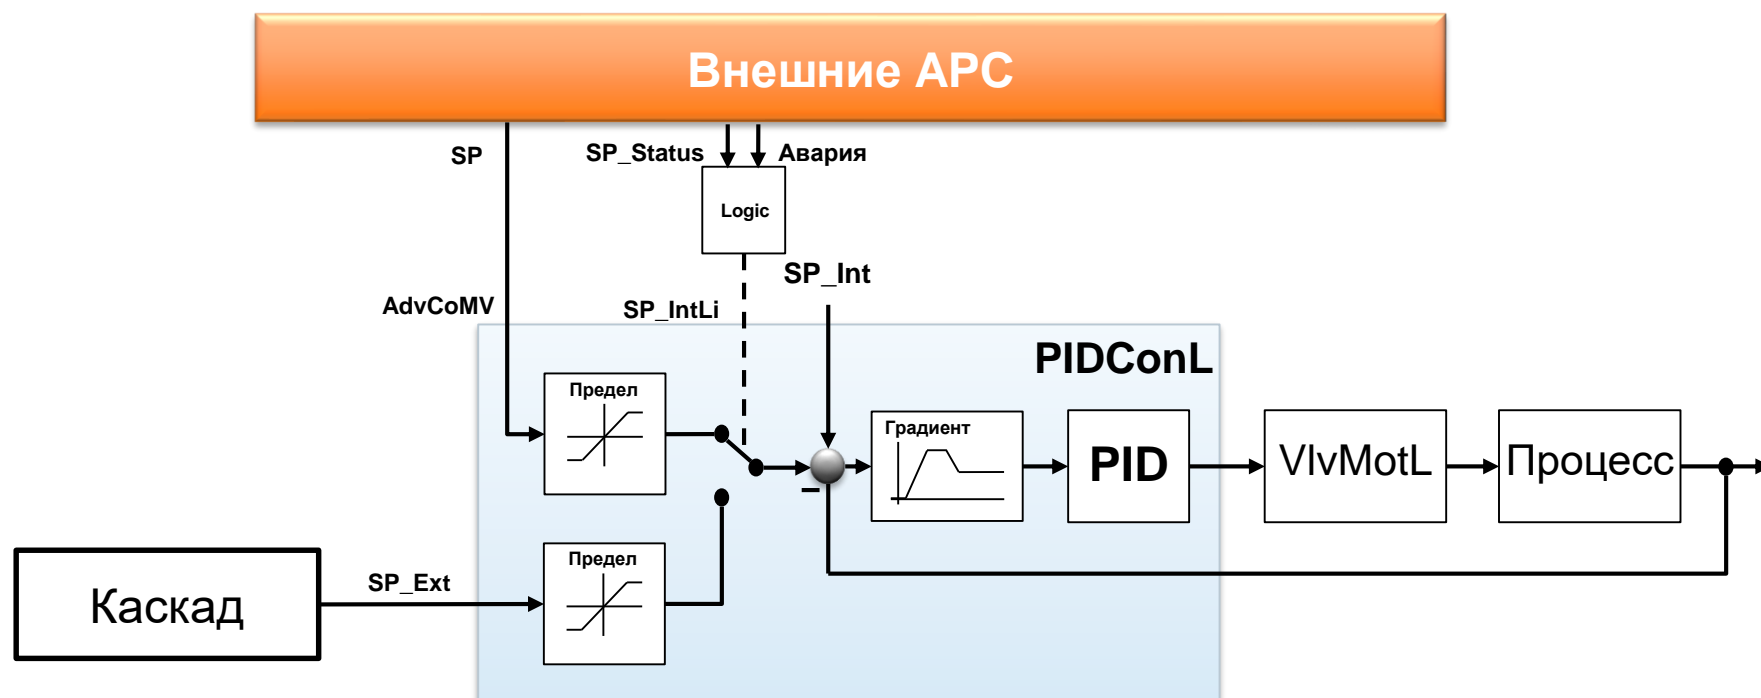 Внешние APC
SP
SP_Status
Авария
Logic
SP_Int
AdvCoMV
SP_IntLi
PIDConL
Предел
Градиент
PID
VlvMotL
Процесс
Предел
Каскад
SP_Ext